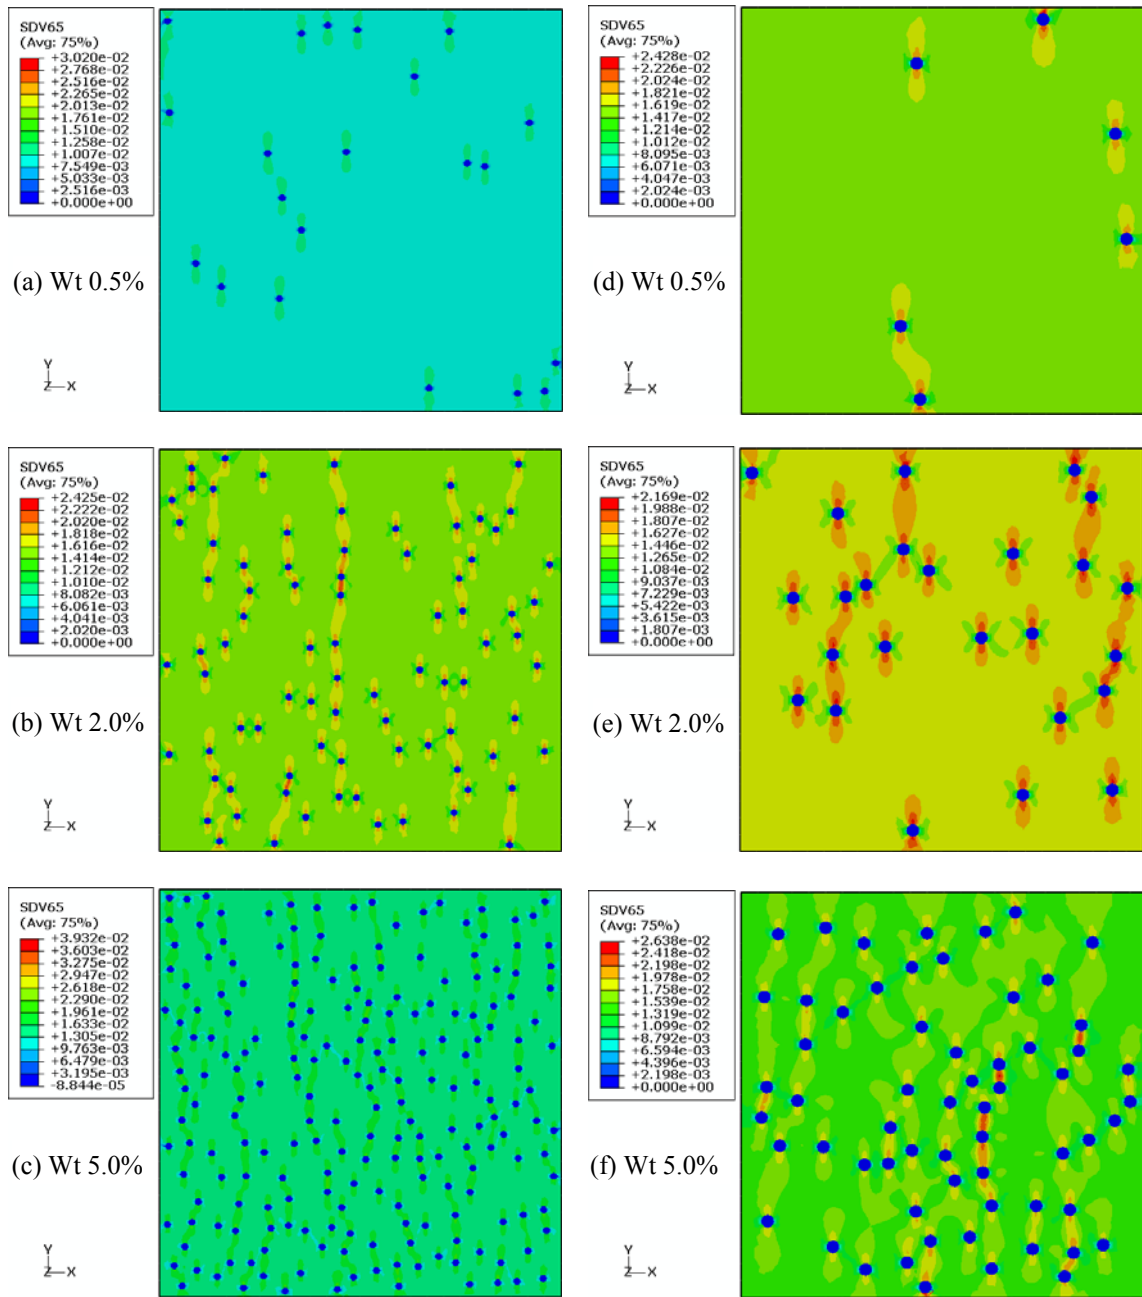 SDV65
(Avg: 75%)
+3.020e-02
+2.768e-02
+2.516e-02
+2.265e-02
+2.013e-02
+1.761e-02
+1.510e-02
+1.258e-02
+1.007e-02
+7.549e-03
+5.033e-03
+2.516e-03
+0.000e+00
(a) Wt 0.5%
Y
Z X
SDV65
(Avg: 75%)
+2.428e-02
+2.226e-02
+2.024e-02
+1.821e-02
+1.619e-02
+1.417e-02
+1.214e-02
+1.012e-02
+8.095e-03
+6.071e-03
+4.047e-03
+2.024e-03
+0.000e+00
(d) Wt 0.5%
Y
Z X
SDV65
(Avg: 75%)
+2.425e-02
+2.222e-02
+2.020e-02
+1.818e-02
+1.616e-02
+1.414e-02
+1.212e-02
+1.010e-02
+8.082e-03
+6.061e-03
+4.041e-03
+2.020e-03
+0.000e+00
(b) Wt 2.0%
Y
Z X
SDV65
(Avg: 75%)
+2.169e-02
+1.988e-02
+1.807e-02
+1.627e-02
+1.446e-02
+1.265e-02
+1.084e-02
+9.037e-03
+7.229e-03
+5.422e-03
+3.615e-03
+1.807e-03
+0.000e+00
(e) Wt 2.0%
Y
Z X
SDV65
(Avg: 75%)
+3.932e-02
+3.603e-02
+3.275e-02
+2.947e-02
+2.618e-02
+2.290e-02
+1.961e-02
+1.633e-02
+1.305e-02
+9.763e-03
+6.479e-03
+3.195e-03
-8.844e-05
(c) Wt 5.0%
Y
Z X
SDV65
(Avg: 75%)
+2.638e-02
+2.418e-02
+2.198e-02
+1.978e-02
+1.758e-02
+1.539e-02
+1.319e-02
+1.099e-02
+8.792e-03
+6.594e-03
+4.396e-03
+2.198e-03
+0.000e+00
(f) Wt 5.0%
Y
Z X